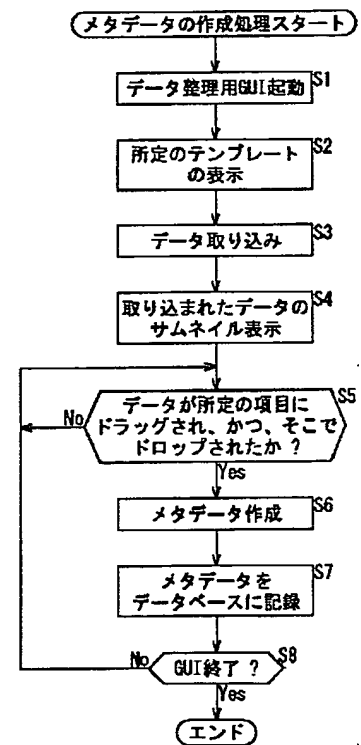 メタデータの作成処理スタート
S1
データ整理用GUI起動
S2
所定のテンプレート
の表示
S3
データ取り込み
S4
取り込まれたデータの
サムネイル表示
S5
データが所定の項目に
ドラッグされ、かつ、そこで
ドロップされたか ?
No
Yes
S6
メタデータ作成
S7
メタデータを
データベースに記録
S8
GUI終了 ?
No
Yes
エンド